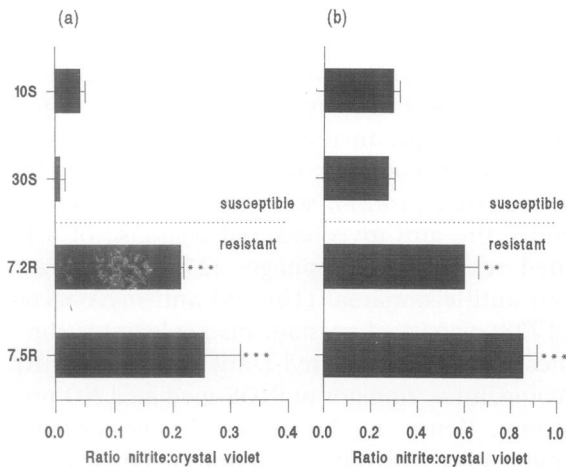 (a) (b)
10S
30S
susceptible susceptible
resistant resistant
7.2R *** **
7.5R *** ***
0.0 0.1 0.2 0.3 0.4 0.0 0.2 0.4 0.6 0.8 1.0
Ratio nitrite:crystal violet Ratio nitrite:crystal violet